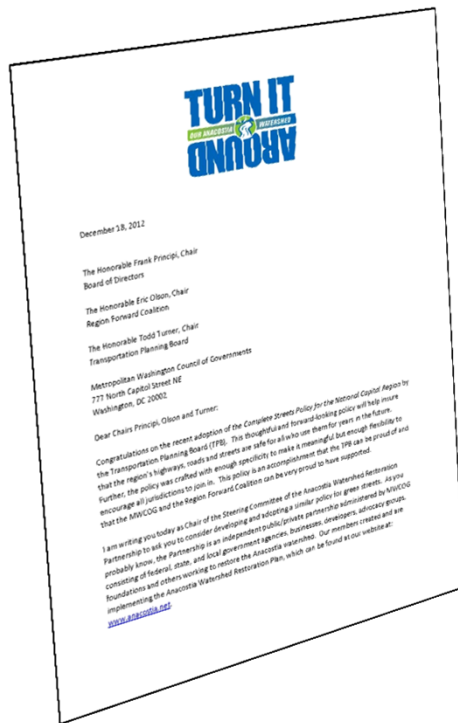 TURN IT
OUR ANACOSTIA WATERSHED
AROUND
December 18, 2012
The Honorable Frank Principi, Chair
Board of Directors
The Honorable Eric Olson, Chair
Region Forward Coalition
The Honorable Todd Turner, Chair
Transportation Planning Board
Metropolitan Washington Council of Governments
777 North Capitol Street NE
Washington, DC 20002
Dear Chairs Principi, Olson and Turner:
Congratulations on the recent adoption of the Complete Streets Policy for the National Capital Region by
the Transportation Planning Board (TPB). This thoughtful and forward-looking policy will help insure
that the region's highways, roads and streets are safe for all who use them for years in the future.
Further, the policy was crafted with enough specificity to make it meaningful but enough flexibility to
encourage all jurisdictions to join in. This policy is an accomplishment that the TPB can be proud of and
that the MWCOG and the Region Forward Coalition can be very proud to have supported.
I am writing you today as Chair of the Steering Committee of the Anacostia Watershed Restoration
Partnership to ask you to consider developing and adopting a similar policy for green streets. As you
probably know, the Partnership is an independent public/private partnership administered by MWCOG
consisting of federal, state, and local government agencies, businesses, developers, advocacy groups,
foundations and others working to restore the Anacostia watershed. Our members created and are
implementing the Anacostia Watershed Restoration Plan, which can be found at our website at:
www.anacostia.net.